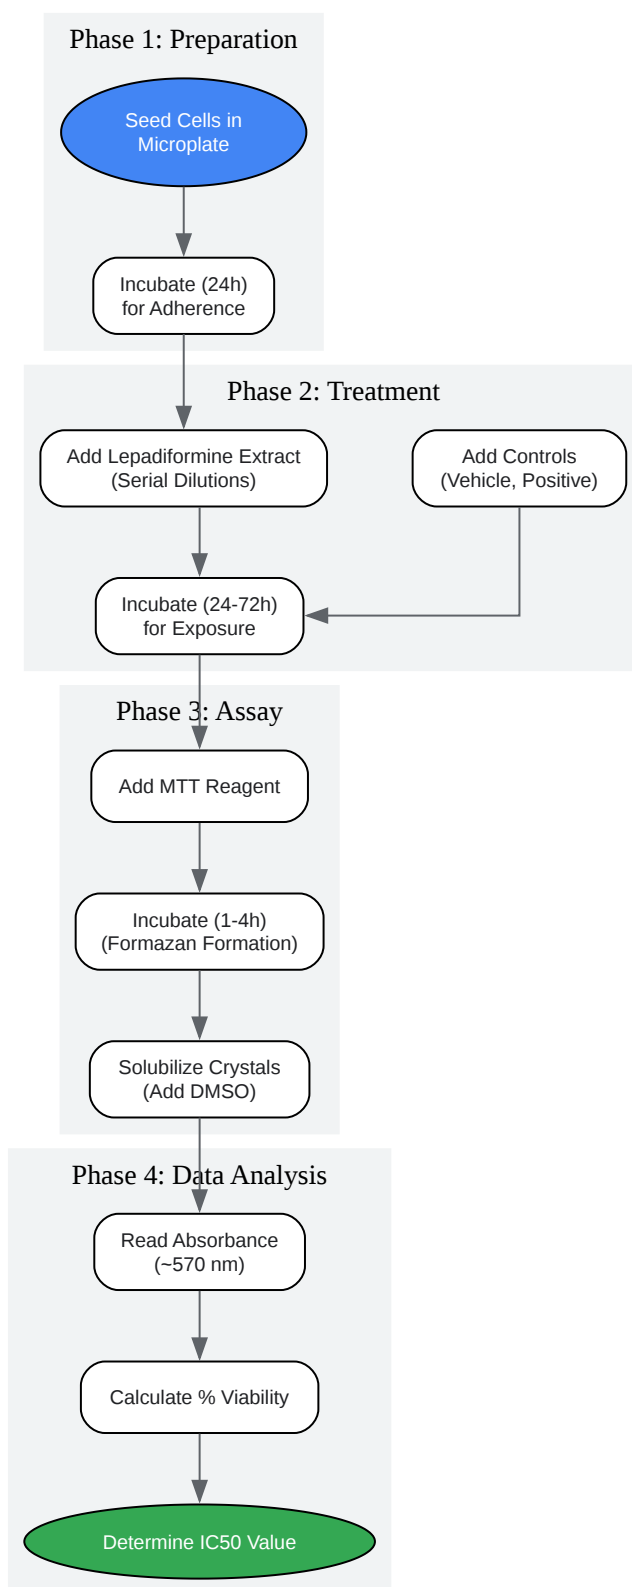 Phase 1: Preparation
Seed Cells in
Microplate
Incubate (24h)
for Adherence
Phase 2: Treatment
Add Lepadiformine Extract
(Serial Dilutions)
Add Controls
(Vehicle, Positive)
Incubate (24-72h)
for Exposure
Phase 3: Assay
Add MTT Reagent
Incubate (1-4h)
(Formazan Formation)
Solubilize Crystals
(Add DMSO)
Phase 4: Data Analysis
Read Absorbance
(~570 nm)
Calculate % Viability
Determine IC50 Value